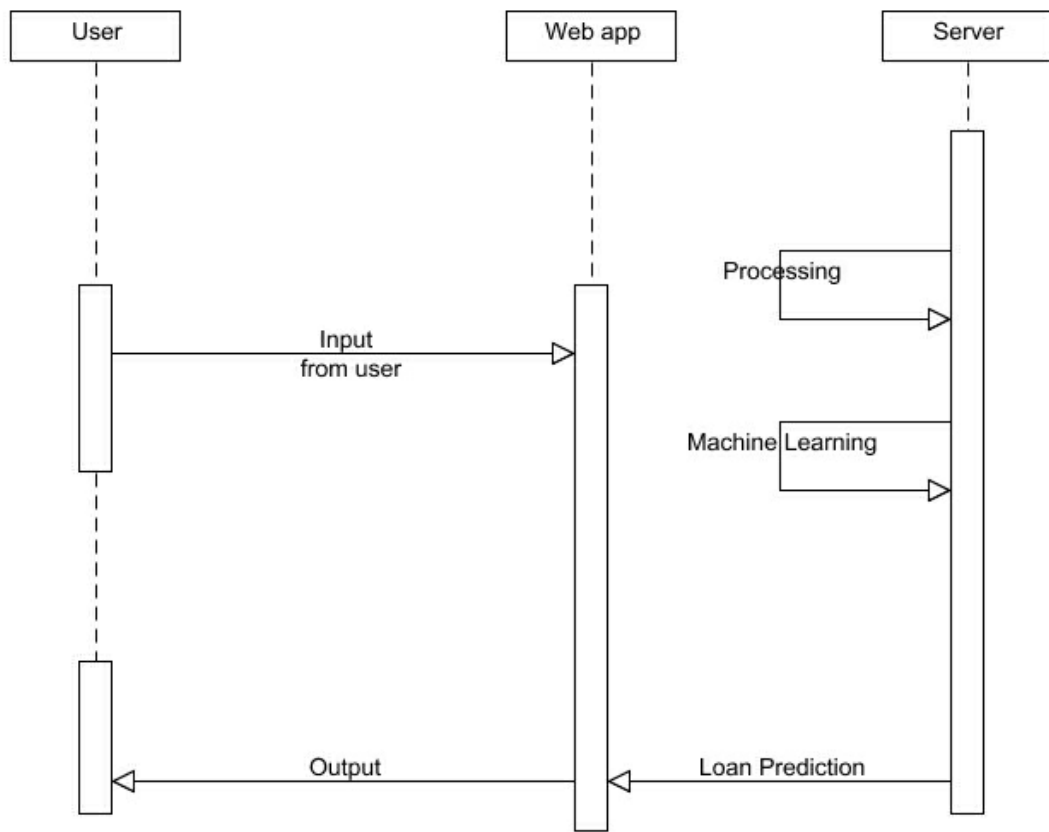 User
Web app
Server
Processing
Input
from user
Machine Learning
Output
Loan Prediction